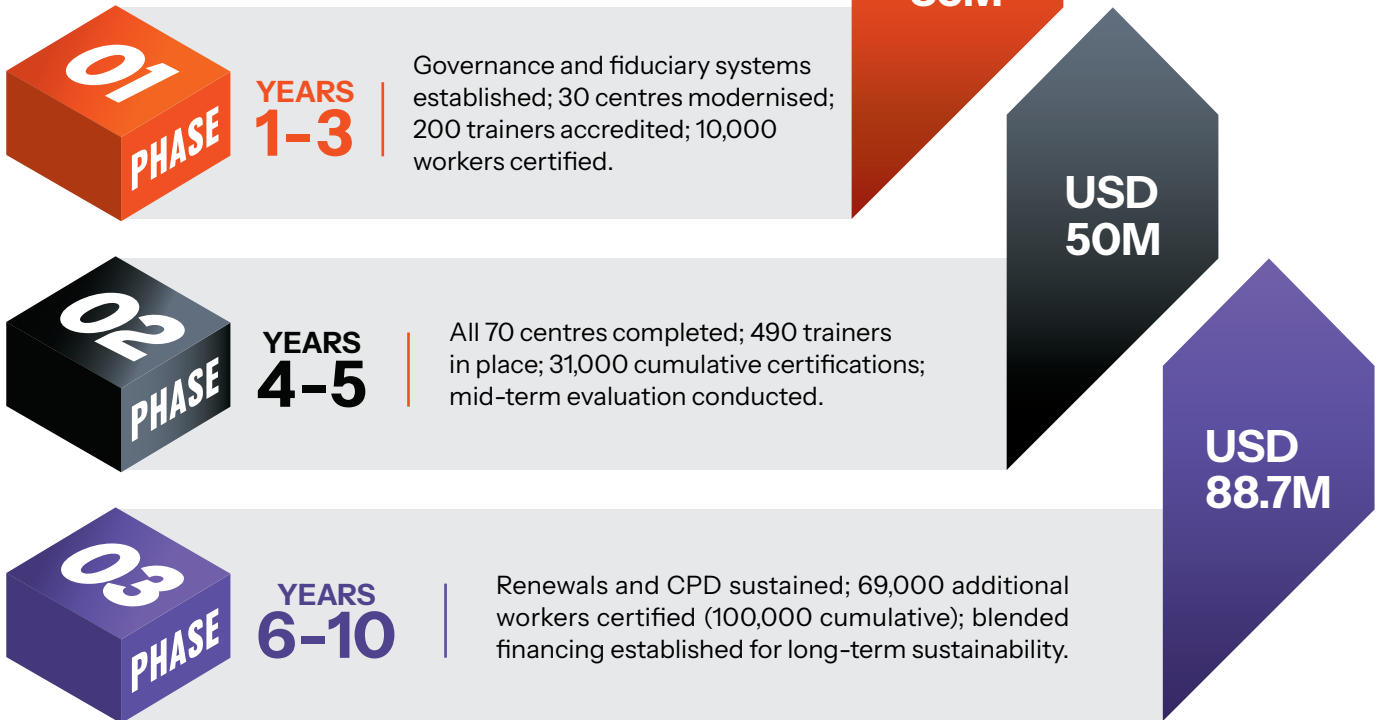 01
PHASE
YEARS
1-3
Governance and fiduciary systems
established; 30 centres modernised;
200 trainers accredited; 10,000
workers certified.
USD
50M
02
PHASE
YEARS
4-5
All 70 centres completed; 490 trainers
in place; 31,000 cumulative certifications;
mid-term evaluation conducted.
USD
88.7M
03
PHASE
YEARS
6-10
Renewals and CPD sustained; 69,000 additional
workers certified (100,000 cumulative); blended
financing established for long-term sustainability.